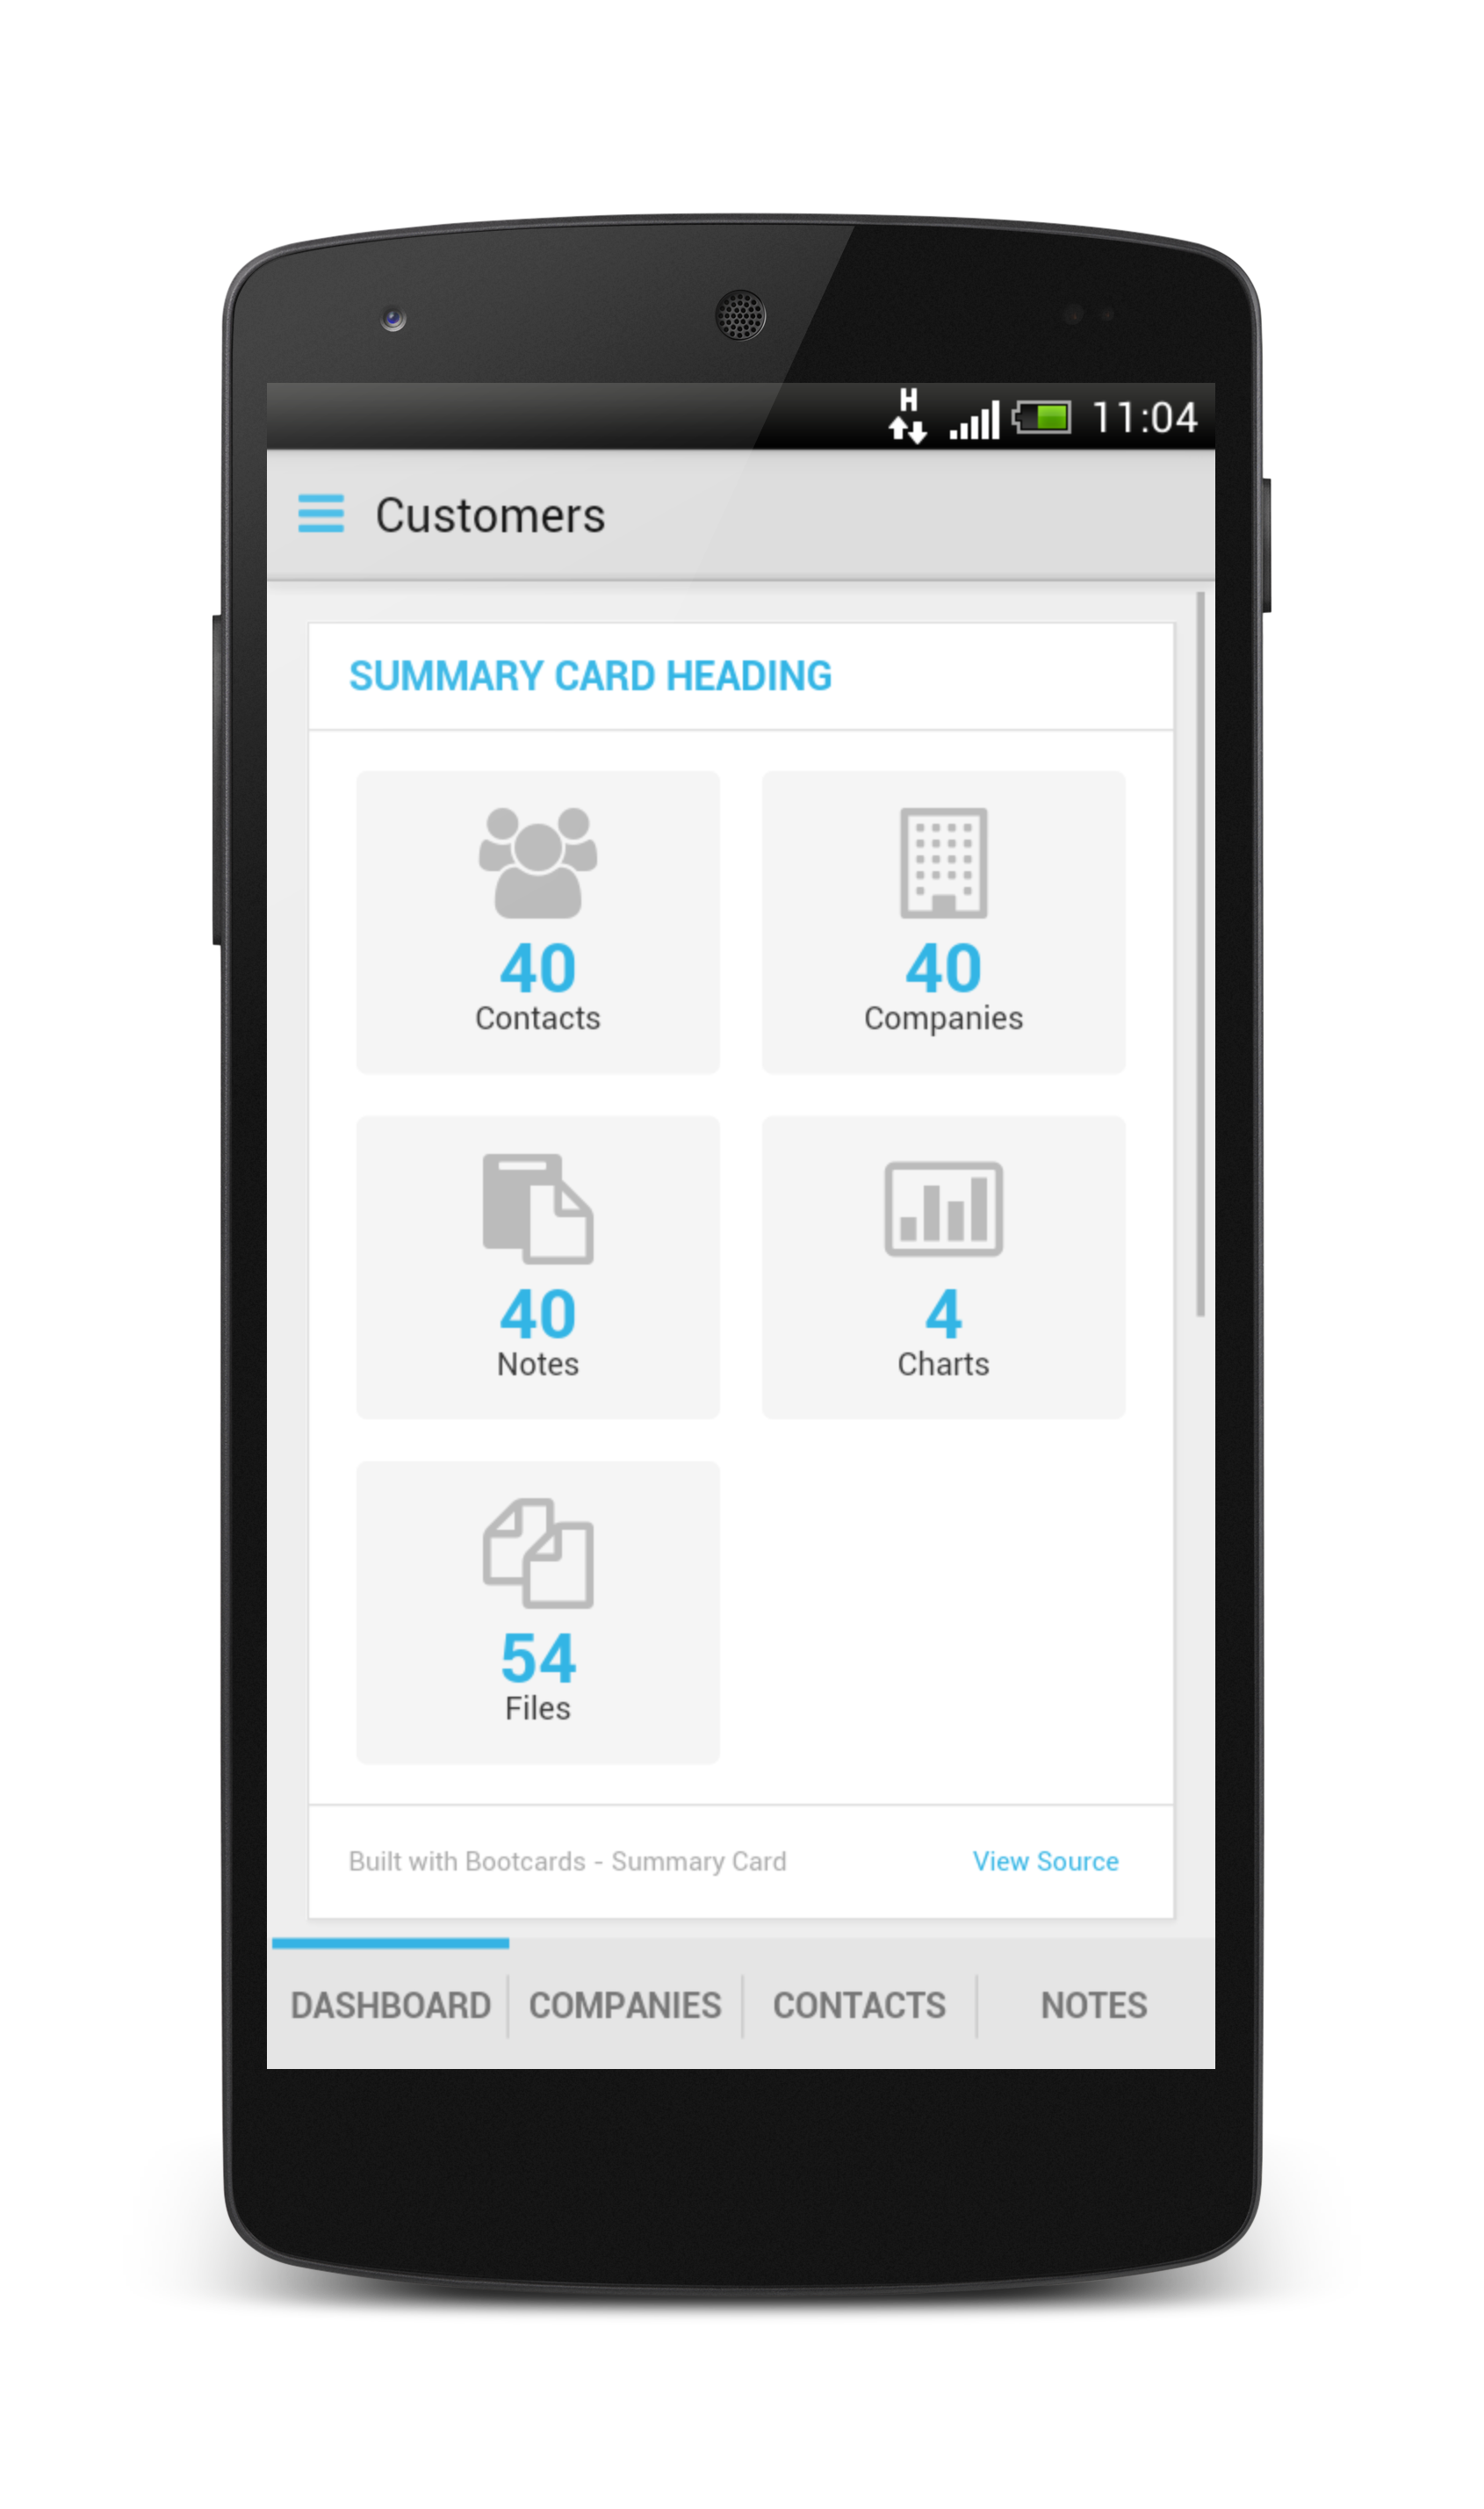 H
11:04
Customers
SUMMARY CARD HEADING
40
Contacts
40
Companies
40
Notes
4
Charts
54
Files
Built with Bootcards - Summary Card
View Source
DASHBOARD COMPANIES CONTACTS NOTES